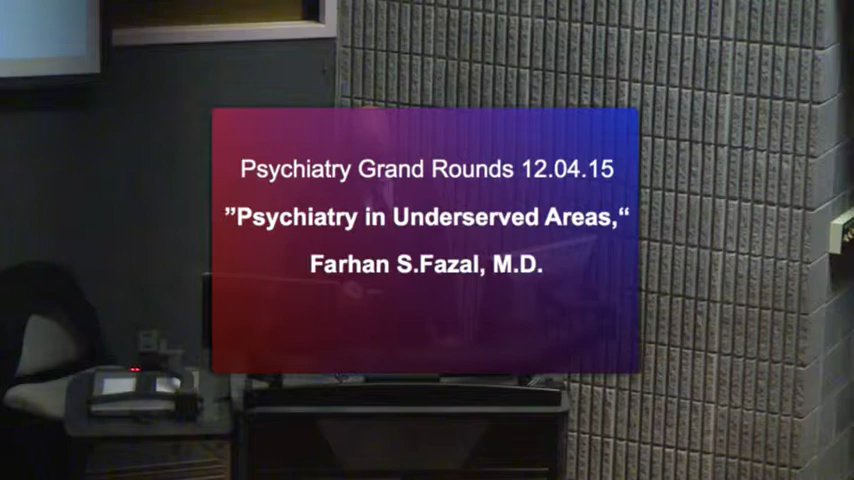 Psychiatry Grand Rounds 12.04.15
”Psychiatry in Underserved Areas,“
Farhan S.Fazal, M.D.